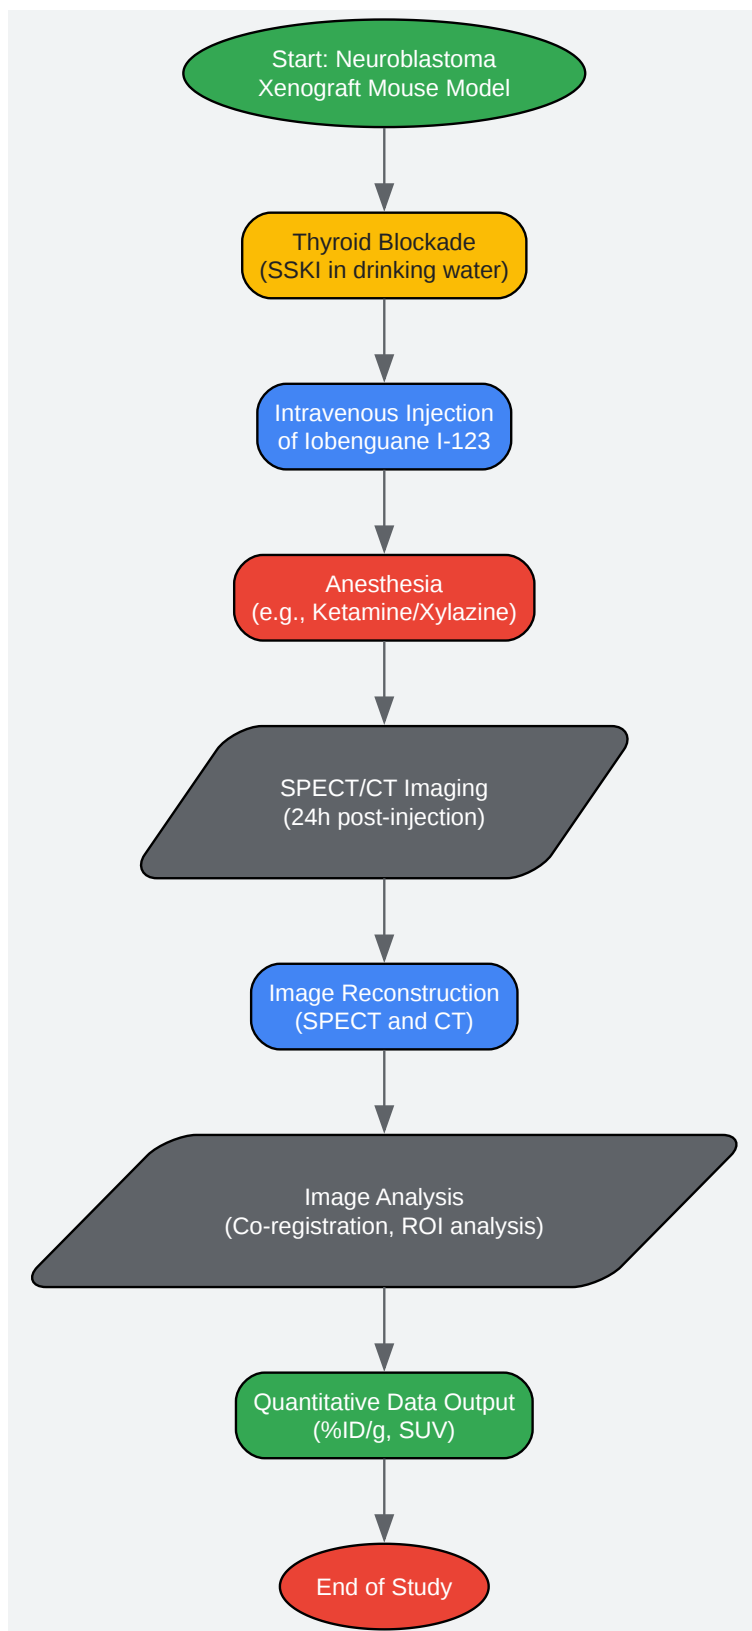 Start: Neuroblastoma
Xenograft Mouse Model
Thyroid Blockade
(SSKI in drinking water)
Intravenous Injection
of Iobenguane I-123
Anesthesia
(e.g., Ketamine/Xylazine)
SPECT/CT Imaging
(24h post-injection)
Image Reconstruction
(SPECT and CT)
Image Analysis
(Co-registration, ROI analysis)
Quantitative Data Output
(%ID/g, SUV)
End of Study